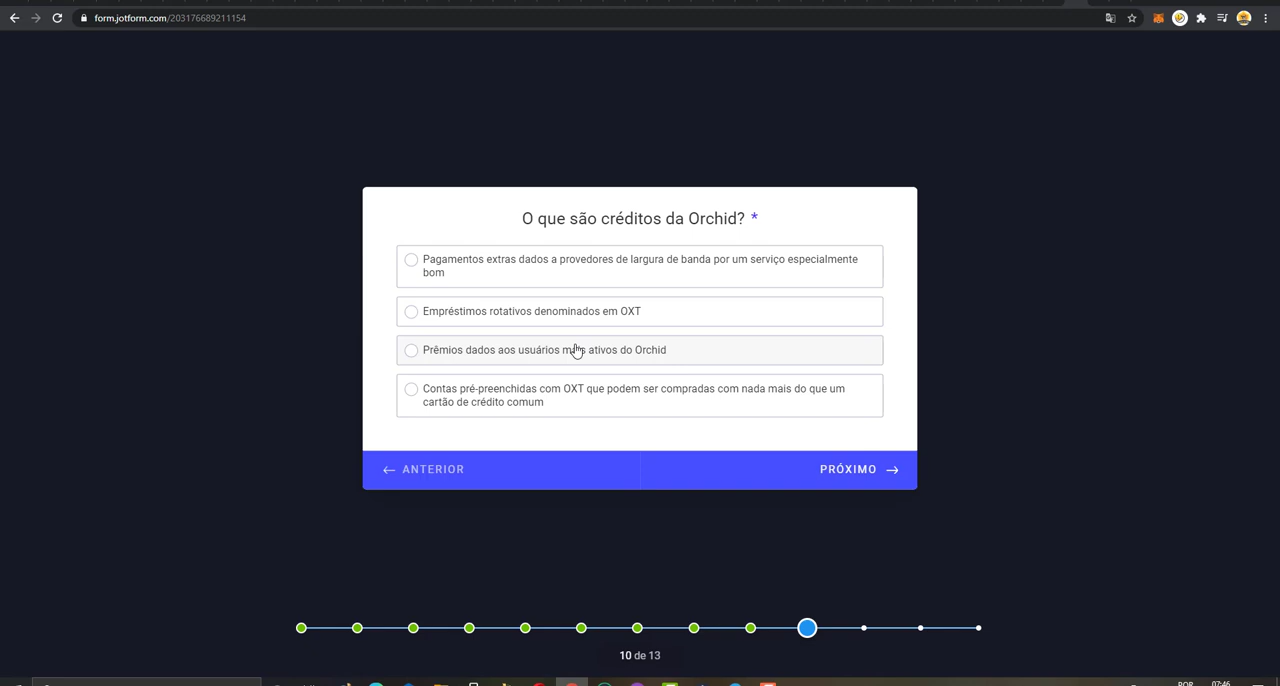 form.jotform.com/203176689211154
O que são créditos da Orchid? *
Pagamentos extras dados a provedores de largura de banda por um serviço especialmente
bom
Empréstimos rotativos denominados em OXT
Prêmios dados aos usuários mais ativos do Orchid
Contas pré-preenchidas com OXT que podem ser compradas com nada mais do que um
cartão de crédito comum
← ANTERIOR
PRÓXIMO →
10 de 13
POR
07:46